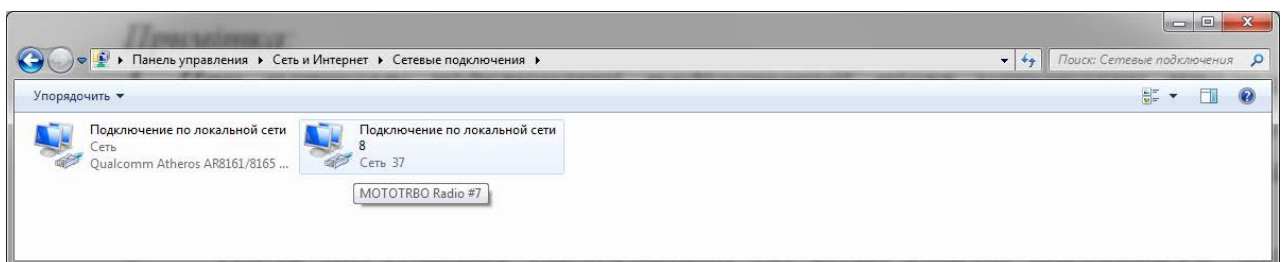 Примітка:
Панель управления ▸ Сеть и Интернет ▸ Сетевые подключения ▸
Поиск: Сетевые подключения
Упорядочить ▾
Подключение по локальной сети
Сеть
Qualcomm Atheros AR8161/8165 ...
Подключение по локальной сети
8
Сеть 37
MOTOTRBO Radio #7